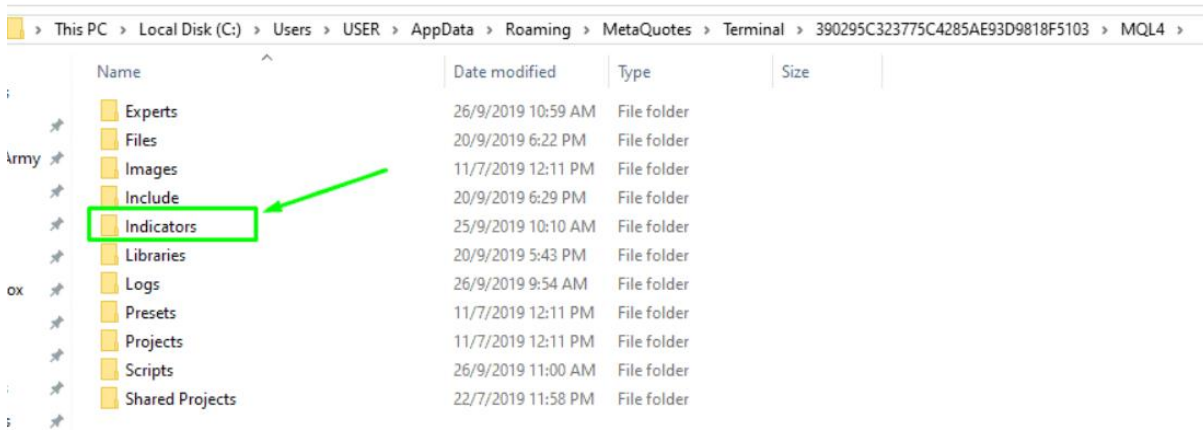 > This PC > Local Disk (C:) > Users > USER > AppData > Roaming > MetaQuotes > Terminal > 390295C323775C4285AE93D9818F5103 > MQL4 >
Name Date modified Type Size
Experts 26/9/2019 10:59 AM File folder
Files 20/9/2019 6:22 PM File folder
Army Images 11/7/2019 12:11 PM File folder
Include 20/9/2019 6:29 PM File folder
Indicators 25/9/2019 10:10 AM File folder
Libraries 20/9/2019 5:43 PM File folder
ox Logs 26/9/2019 9:54 AM File folder
Presets 11/7/2019 12:11 PM File folder
Projects 11/7/2019 12:11 PM File folder
Scripts 26/9/2019 11:00 AM File folder
Shared Projects 22/7/2019 11:58 PM File folder